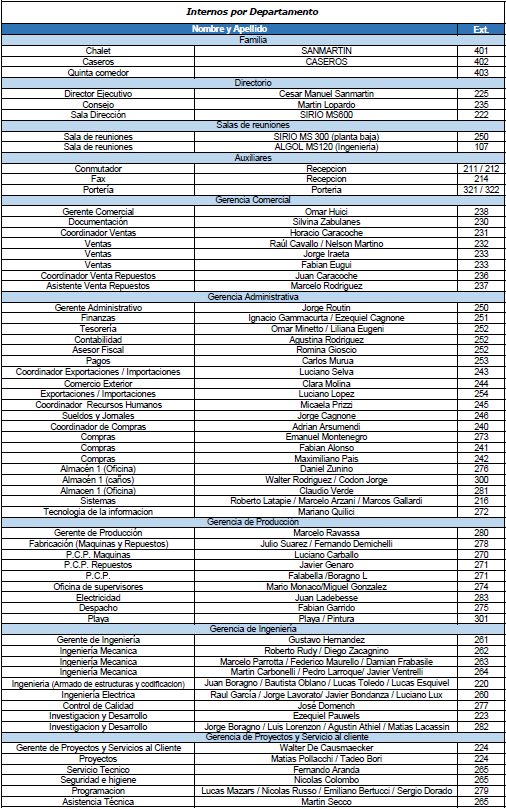 Internos por Departamento
Nombre y Apellido Ext.
Familia
Chalet SANMARTIN 401
Caseros CASEROS 402
Quinta comedor 403
Directorio
Director Ejecutivo Cesar Manuel Sanmartin 225
Consejo Martin Lopardo 235
Sala Dirección SIRIO MS600 222
Salas de reuniones
Sala de reuniones SIRIO MS 300 (planta baja) 250
Sala de reuniones ALGOL MS120 (Ingenieria) 107
Auxiliares
Conmutador Recepcion 211 / 212
Fax Recepcion 214
Portería Porteria 321 / 322
Gerencia Comercial
Gerente Comercial Omar Huici 238
Documentación Silvina Zabulanes 230
Coordinador Ventas Horacio Caracoche 231
Ventas Raúl Cavallo / Nelson Martino 232
Ventas Jorge Iraeta 233
Ventas Fabian Eugui 233
Coordinador Venta Repuestos Juan Caracoche 236
Asistente Venta Repuestos Marcelo Rodriguez 237
Gerencia Administrativa
Gerente Administrativo Jorge Routin 250
Finanzas Ignacio Gammacurta / Ezequiel Cagnone 251
Tesorería Omar Minetto / Liliana Eugeni 252
Contabilidad Agustina Rodriguez 252
Asesor Fiscal Romina Gioscio 252
Pagos Carlos Murua 253
Coordinador Exportaciones / Importaciones Luciano Selva 243
Comercio Exterior Clara Molina 244
Exportaciones / Importaciones Luciano Lopez 254
Coordinador Recursos Humanos Micaela Prizzi 245
Sueldos y Jornales Jorge Cagnone 246
Coordinador de Compras Adrian Arsumendi 240
Compras Emanuel Montenegro 273
Compras Fabian Alonso 241
Compras Maximiliano Pais 242
Almacén 1 (Oficina) Daniel Zunino 276
Almacén 1 (caños) Walter Rodriguez / Codon Jorge 300
Almacen 1 (Oficina) Claudio Verde 281
Sistemas Roberto Latapie / Marcelo Arzani / Marcos Gallardi 216
Tecnologia de la informacion Mariano Quilici 272
Gerencia de Producción
Gerente de Producción Marcelo Ravassa 280
Fabricación (Maquinas y Repuestos) Julio Suarez / Fernando Demichelli 278
P.C.P. Maquinas Luciano Carballo 270
P.C.P. Repuestos Javier Genaro 271
P.C.P. Falabella /Boragno L 271
Oficina de supervisores Mario Monaco/Miguel Gonzalez 274
Electricidad Juan Ladebesse 283
Despacho Fabian Garrido 275
Playa Playa / Pintura 301
Gerencia de Ingeniería
Gerente de Ingeniería Gustavo Hernandez 261
Ingeniería Mecanica Roberto Rudy / Diego Zacagnino 262
Ingeniería Mecanica Marcelo Parrotta / Federico Maurello / Damian Frabasile 263
Ingeniería Mecanica Martin Carbonelli / Pedro Larroque/ Javier Ventrelli 264
Ingenieria (Armado de estructuras y codificacion) Juan Boragno / Bautista Oblano / Lucas Toledo / Lucas Esquivel 220
Ingeniería Electrica Raul García / Jorge Lavorato/ Javier Bondanza / Luciano Lux 260
Control de Calidad José Domench 277
Investigacion y Desarrollo Ezequiel Pauwels 223
Investigacion y Desarrollo Jorge Boragno / Luis Lorenzon / Agustin Athiel / Matias Lacassin 282
Gerencia de Proyectos y Servicio al cliente
Gerente de Proyectos y Servicios al Cliente Walter De Causmaecker 224
Proyectos Matias Pollacchi / Tadeo Bori 224
Servicio Tecnico Fernando Aranda 265
Seguridad e higiene Nicolas Colombo 265
Programacion Lucas Mazars / Nicolas Russo / Emiliano Bertucci / Sergio Dorado 279
Asistencia Técnica Martin Secco 265